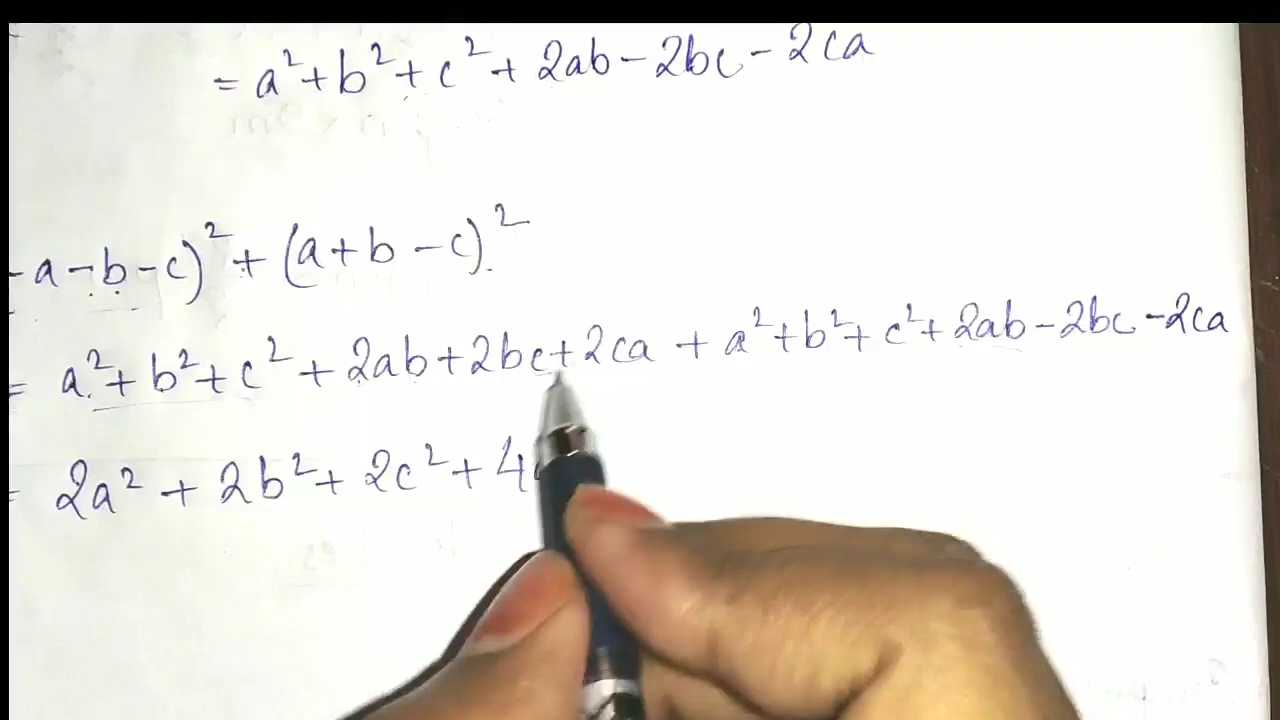 = a² + b² + c² + 2ab - 2bc - 2ca
- a - b - c)² + (a + b - c)²
= a² + b² + c² + 2ab + 2bc + 2ca + a² + b² + c² + 2ab - 2bc - 2ca
= 2a² + 2b² + 2c² + 4